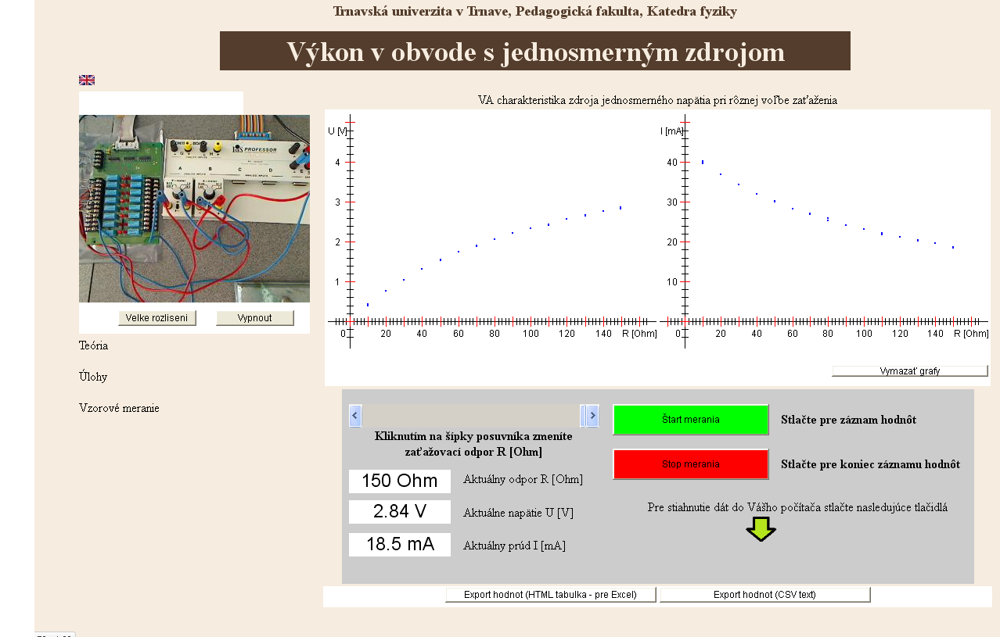 Trnavská univerzita v Trnave, Pedagogická fakulta, Katedra fyziky
Výkon v obvode s jednosmerným zdrojom
VA charakteristika zdroja jednosmerného napätia pri rôznej voľbe zaťaženia
PROFESSOR
A B C D
Velke rozliseni
Vypnout
Teória
Úlohy
Vzorové meranie
U [V]
4
3
2
1
0 20 40 60 80 100 120 140 R [Ohm]
I [mA]
40
30
20
10
0 20 40 60 80 100 120 140 R [Ohm]
Vymazať grafy
Kliknutím na šípky posuvníka zmeníte
zaťažovací odpor R [Ohm]
150 Ohm Aktuálny odpor R [Ohm]
2.84 V Aktuálne napätie U [V]
18.5 mA Aktuálny prúd I [mA]
Štart merania Stlačte pre záznam hodnôt
Stop merania Stlačte pre koniec záznamu hodnôt
Pre stiahnutie dát do Vášho počítača stlačte nasledujúce tlačidlá
Export hodnot (HTML tabulka - pre Excel)
Export hodnot (CSV text)